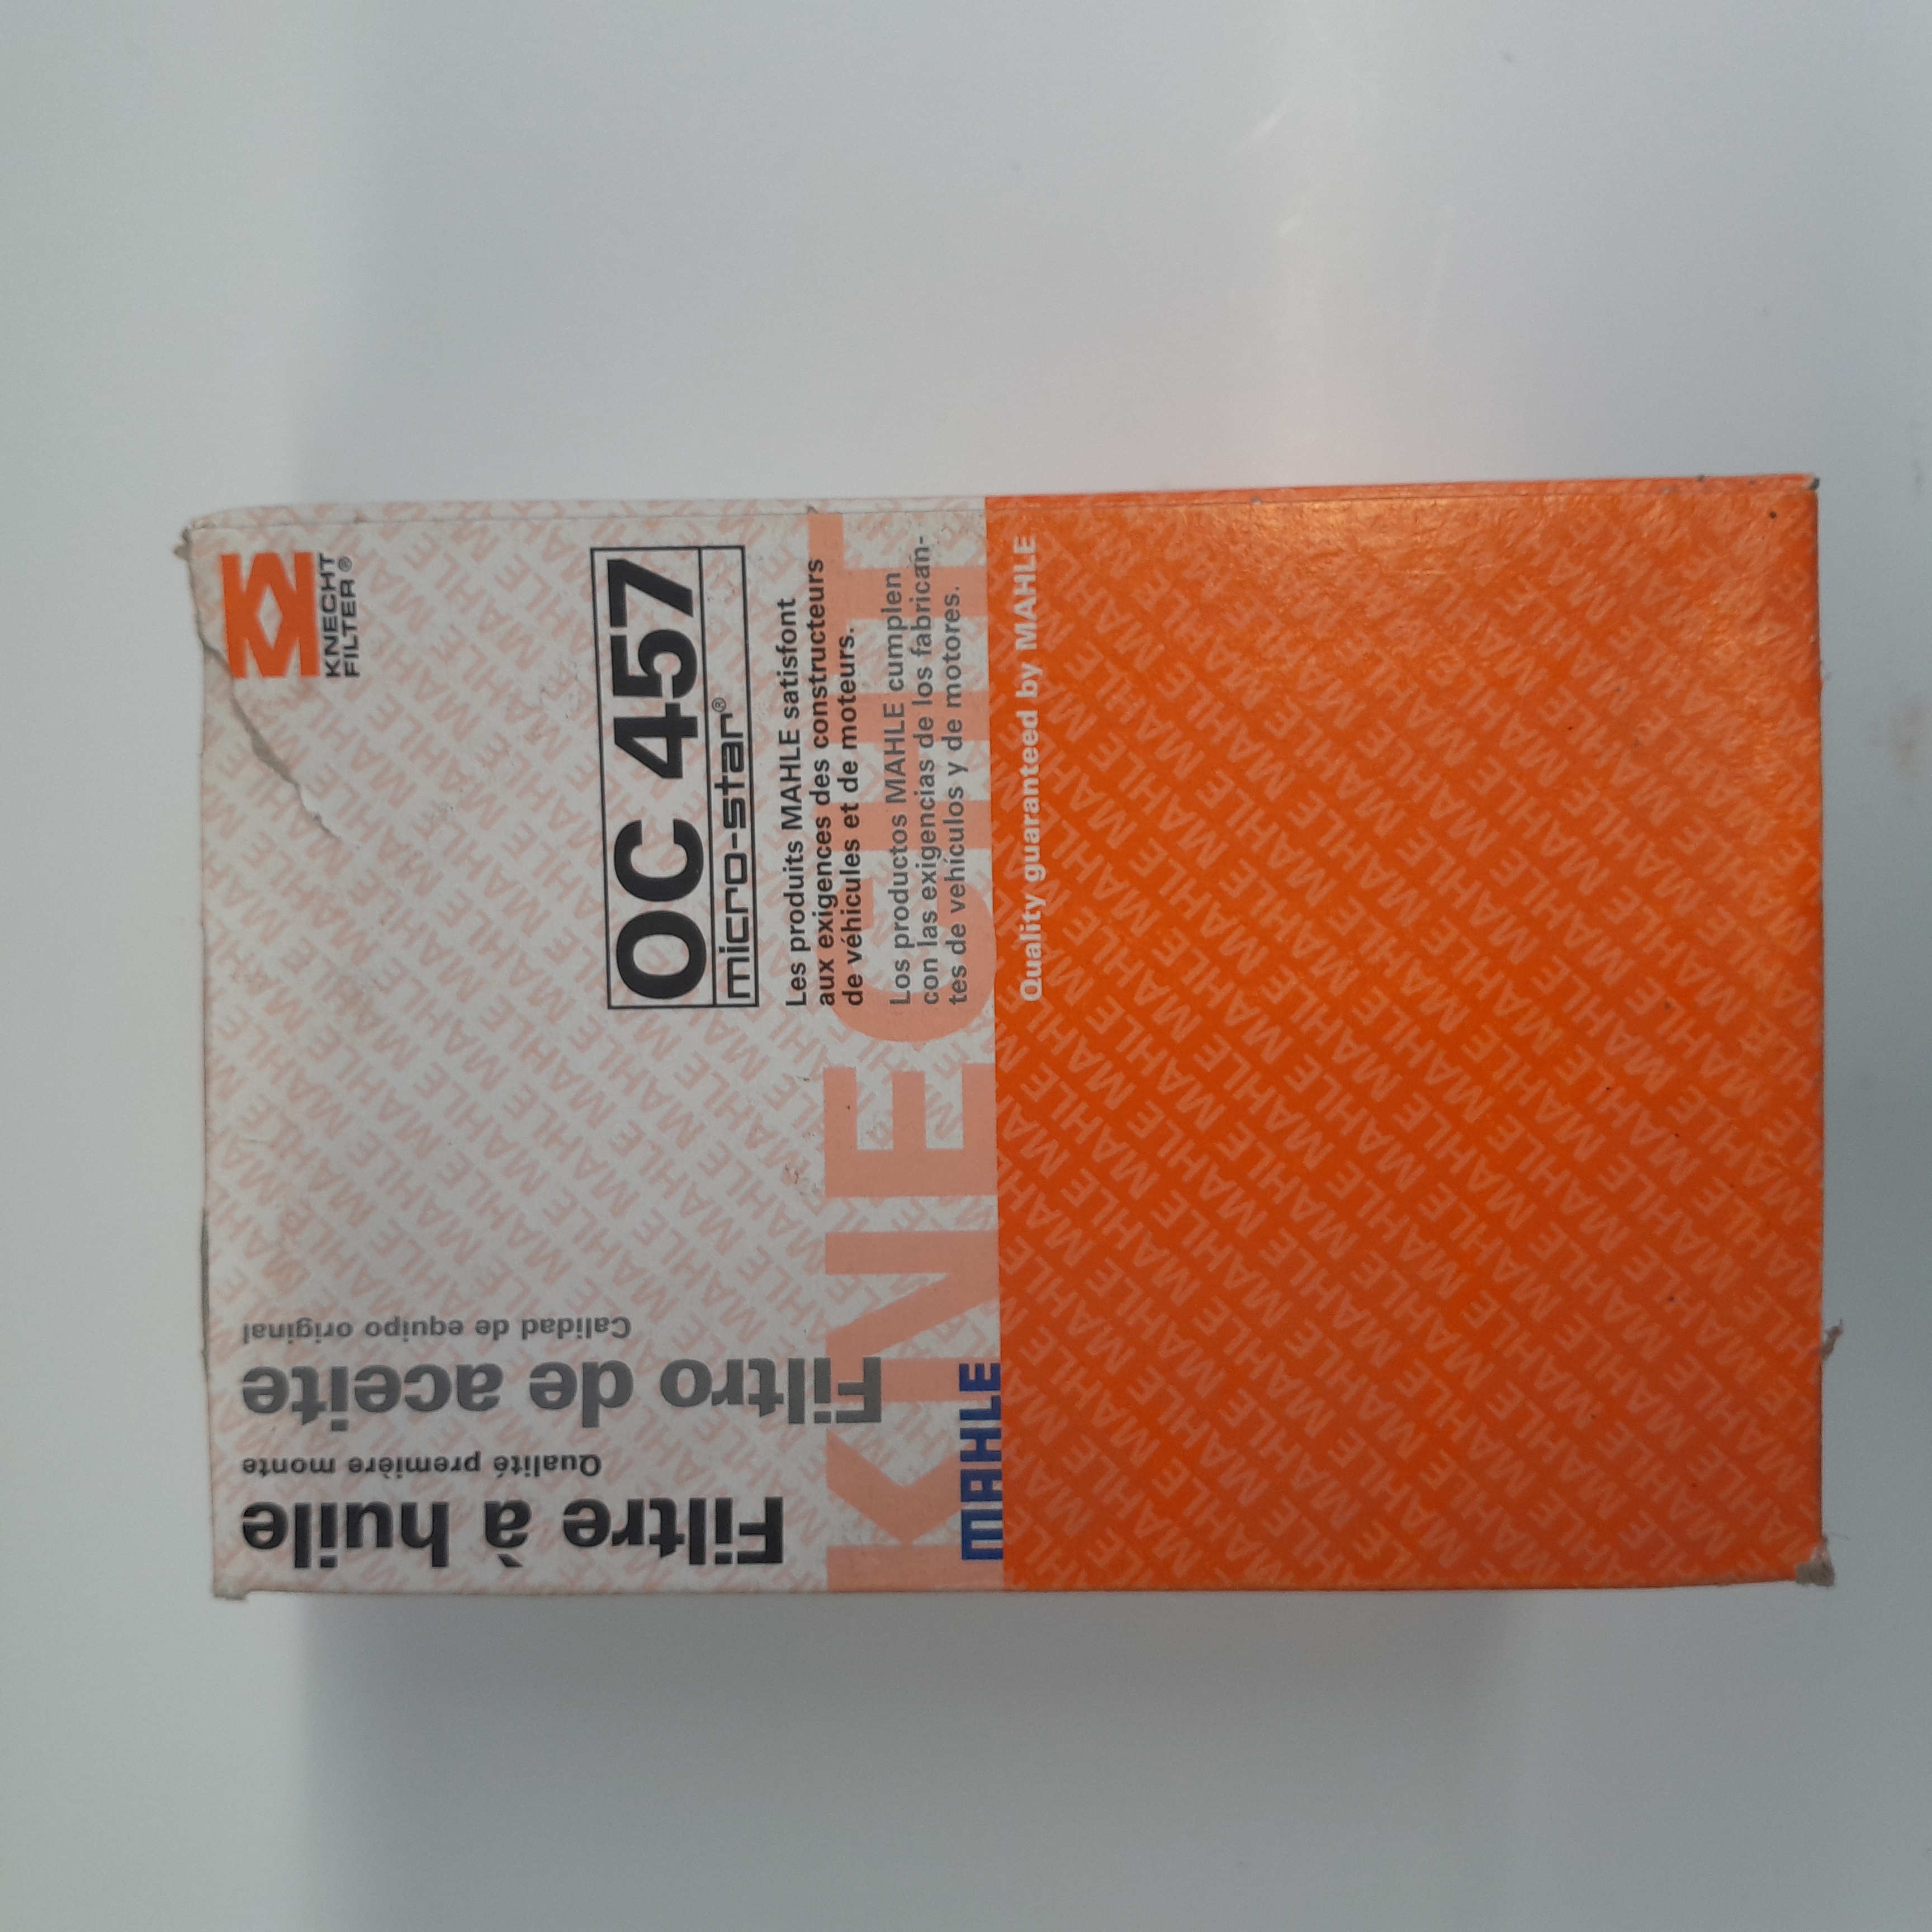 KNECHT
FILTER®
OC 457
micro-star®
Les produits MAHLE satisfont
aux exigences des constructeurs
de véhicules et de moteurs.
Los productos MAHLE cumplen
con las exigencias de los fabrican-
tes de vehículos y de motores.
KNECHT
Quality guaranteed by MAHLE
MAHLE
Filtre à huile
Qualité première monte
Filtro de aceite
Calidad de equipo original